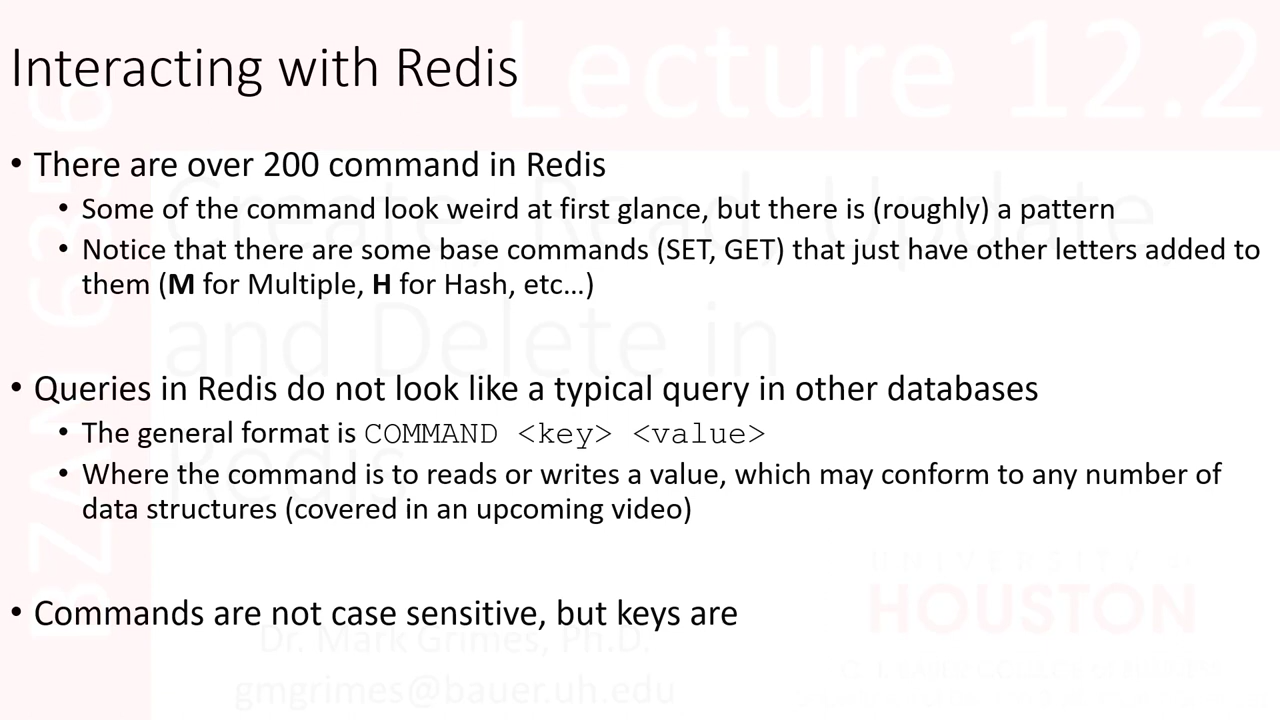 Lecture 12.2
Interacting with Redis
BZAM 6356
• There are over 200 command in Redis
• Some of the command look weird at first glance, but there is (roughly) a pattern
Create, Read, Update,
• Notice that there are some base commands (SET, GET) that just have other letters added to
them (M for Multiple, H for Hash, etc…)
and Delete in
• Queries in Redis do not look like a typical query in other databases
• The general format is COMMAND <key> <value>
Redis
• Where the command is to reads or writes a value, which may conform to any number of
data structures (covered in an upcoming video)
UNIVERSITY of
HOUSTON
• Commands are not case sensitive, but keys are
Dr. Mark Grimes, Ph.D.
gmgrimes@bauer.uh.edu